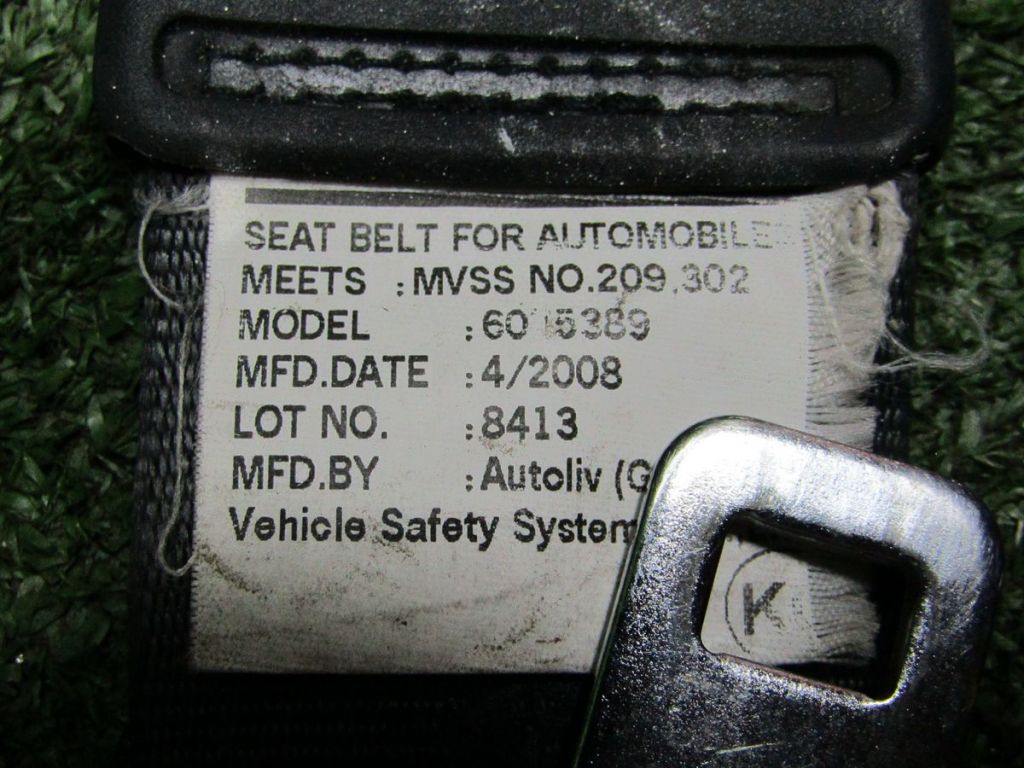 SEAT BELT FOR AUTOMOBILE
MEETS : MVSS NO.209,302
MODEL :
MFD.DATE : 4/2008
LOT NO. : 8413
MFD.BY : Autoliv (G
Vehicle Safety System
K